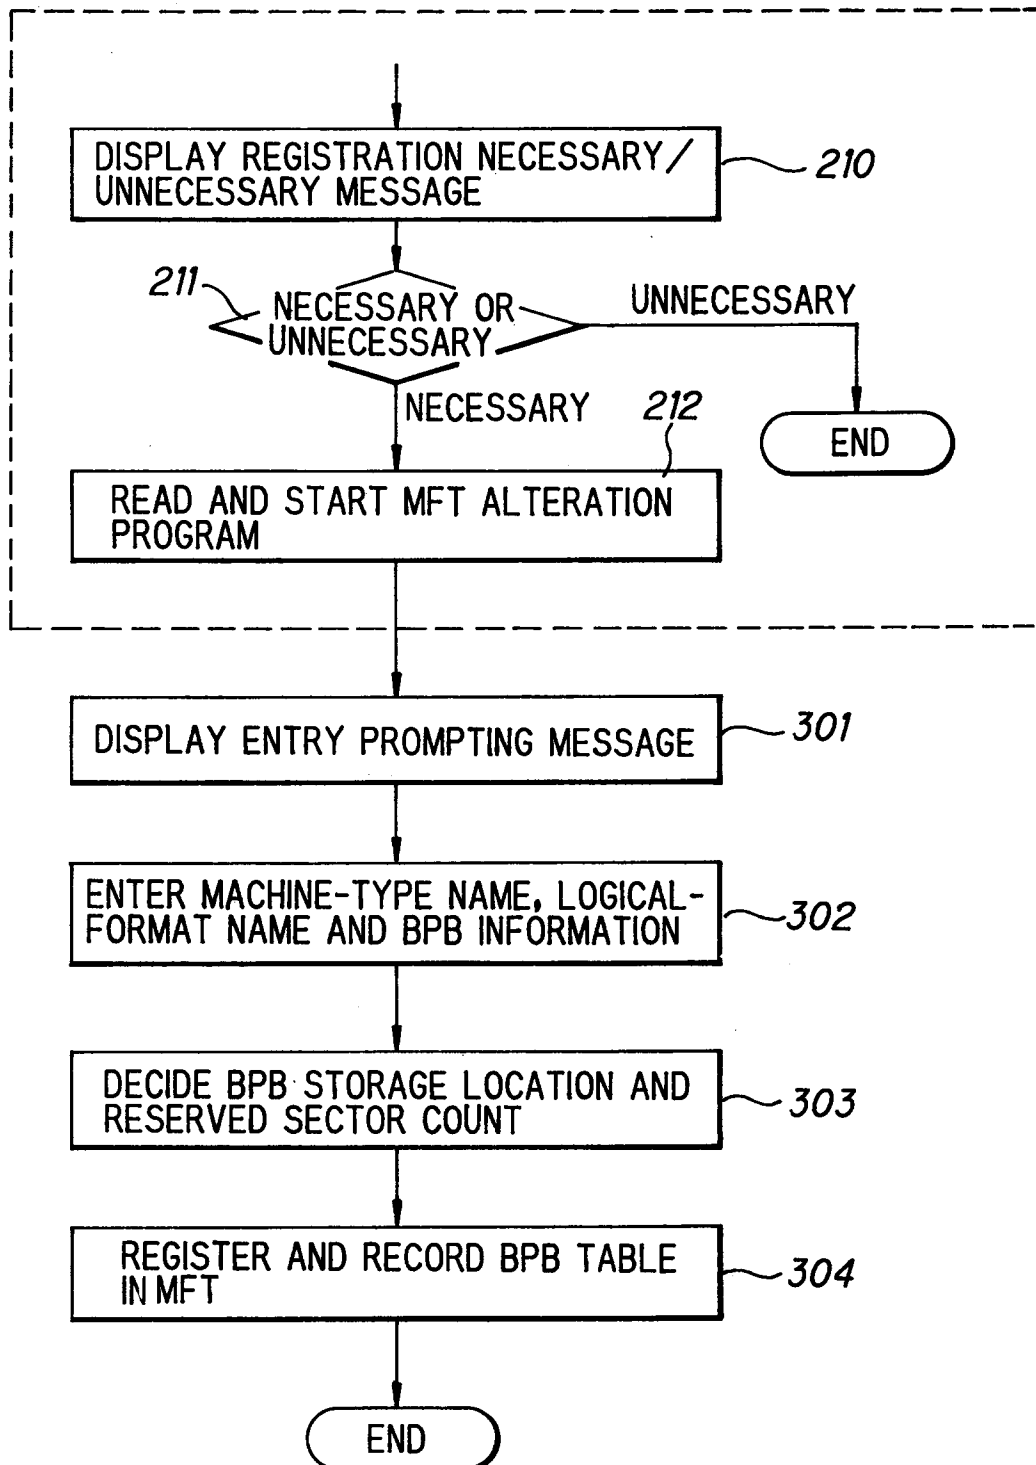 DISPLAY REGISTRATION NECESSARY/
UNNECESSARY MESSAGE
210
211
NECESSARY OR
UNNECESSARY
UNNECESSARY
NECESSARY
212
END
READ AND START MFT ALTERATION
PROGRAM
DISPLAY ENTRY PROMPTING MESSAGE
301
ENTER MACHINE-TYPE NAME, LOGICAL-
FORMAT NAME AND BPB INFORMATION
302
DECIDE BPB STORAGE LOCATION AND
RESERVED SECTOR COUNT
303
REGISTER AND RECORD BPB TABLE
IN MFT
304
END